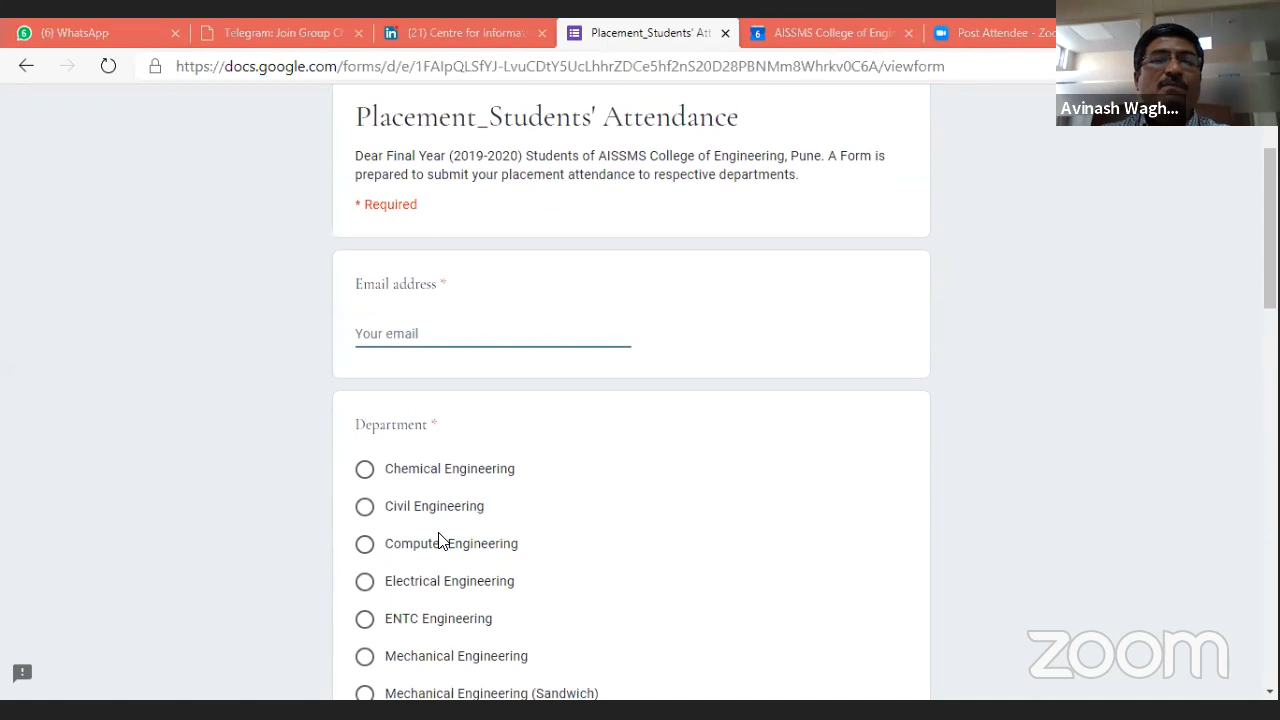 (6) WhatsApp
Telegram: Join Group C
(21) Centre for informa
Placement_Students' Att
AISSMS College of Engin
Post Attendee - Zoo
https://docs.google.com/forms/d/e/1FAIpQLSfYJ-LvuCDtY5UcLhhrZDCe5hf2nS20D28PBNMm8Whrkv0C6A/viewform
Avinash Wagh...
Placement_Students' Attendance
Dear Final Year (2019-2020) Students of AISSMS College of Engineering, Pune. A Form is
prepared to submit your placement attendance to respective departments.
* Required
Email address *
Your email
Department *
Chemical Engineering
Civil Engineering
Computer Engineering
Electrical Engineering
ENTC Engineering
Mechanical Engineering
Mechanical Engineering (Sandwich)
zoom